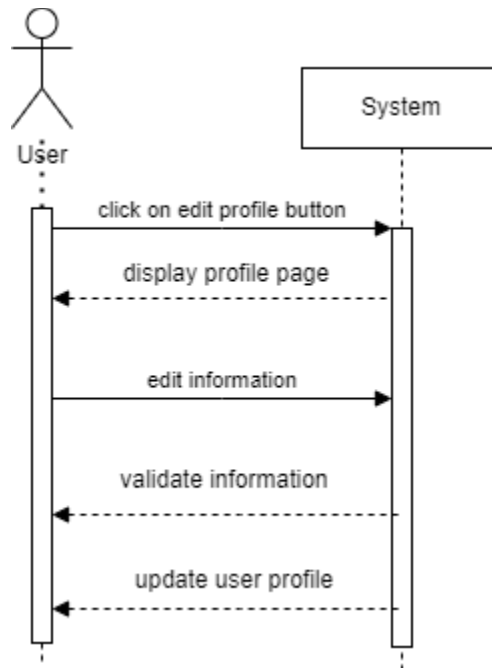 User
System
click on edit profile button
display profile page
edit information
validate information
update user profile